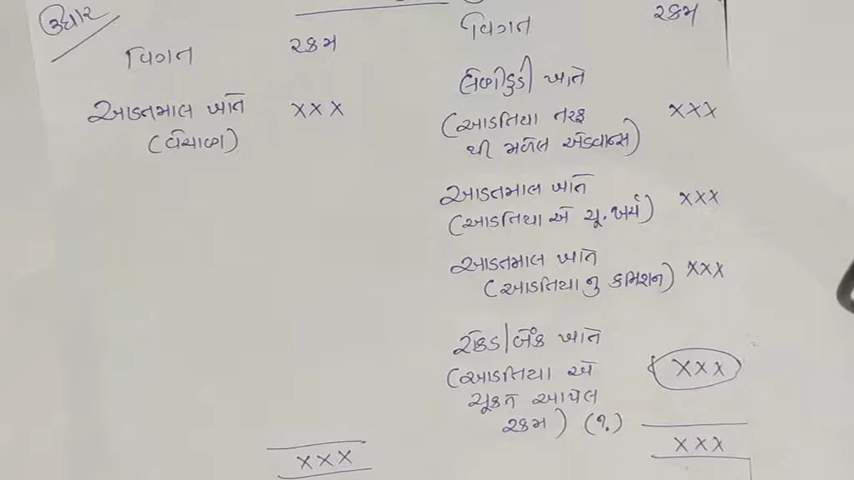 ઉધાર
વિગત રકમ
આડતમાલ ખાતે XXX
(વેચાણ)
XXX
વિગત રકમ
લેણીહુંડી ખાતે
(આડતિયા તરફ XXX
થી મળેલ એડવાન્સ)
આડતમાલ ખાતે XXX
(આડતિયા એ ચૂ. ખર્ચ)
આડતમાલ ખાતે XXX
(આડતિયા નુ કમિશન)
રોકડ/બેંક ખાતે
(આડતિયા એ XXX
ચૂકતે આપેલ
રકમ) (૧.)
XXX